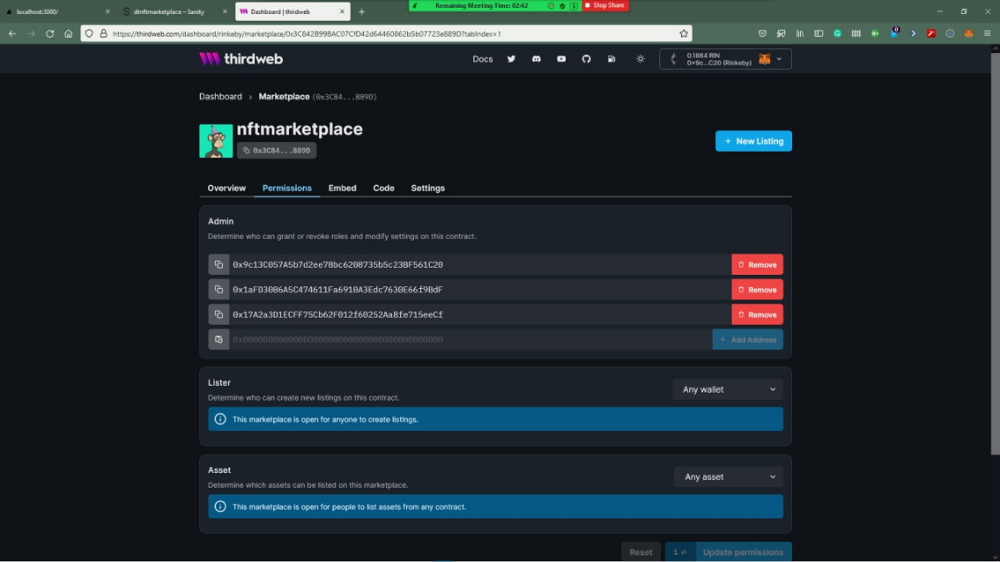 localhost:3000/
dtnftmarketplace – Sanity
Dashboard | thirdweb
Remaining Meeting Time: 02:42
Stop Share
https://thirdweb.com/dashboard/rinkeby/marketplace/0x3C842B99BAC07CfD42d64460862b5b07723e889D?tabIndex=1
thirdweb
Docs
0.1864 RIN
0x9c...C20 (Rinkeby)
Dashboard > Marketplace (0x3C84...889D)
nftmarketplace
0x3C84...889D
+ New Listing
Overview Permissions Embed Code Settings
Admin
Determine who can grant or revoke roles and modify settings on this contract.
0x9c13C057A5b7d2ee78bc6208735b5c23BF561C20 Remove
0x1aFD3086A5C474611Fa6910A3Edc7630E66f9BdF Remove
0x17A2a3D1ECFF75Cb62F012f60252Aa8fe715eeCf Remove
0x0000000000000000000000000000000000000000 + Add Address
Lister
Any wallet
Determine who can create new listings on this contract.
This marketplace is open for anyone to create listings.
Asset
Any asset
Determine which assets can be listed on this marketplace.
This marketplace is open for people to list assets from any contract.
Reset 1 Update permissions